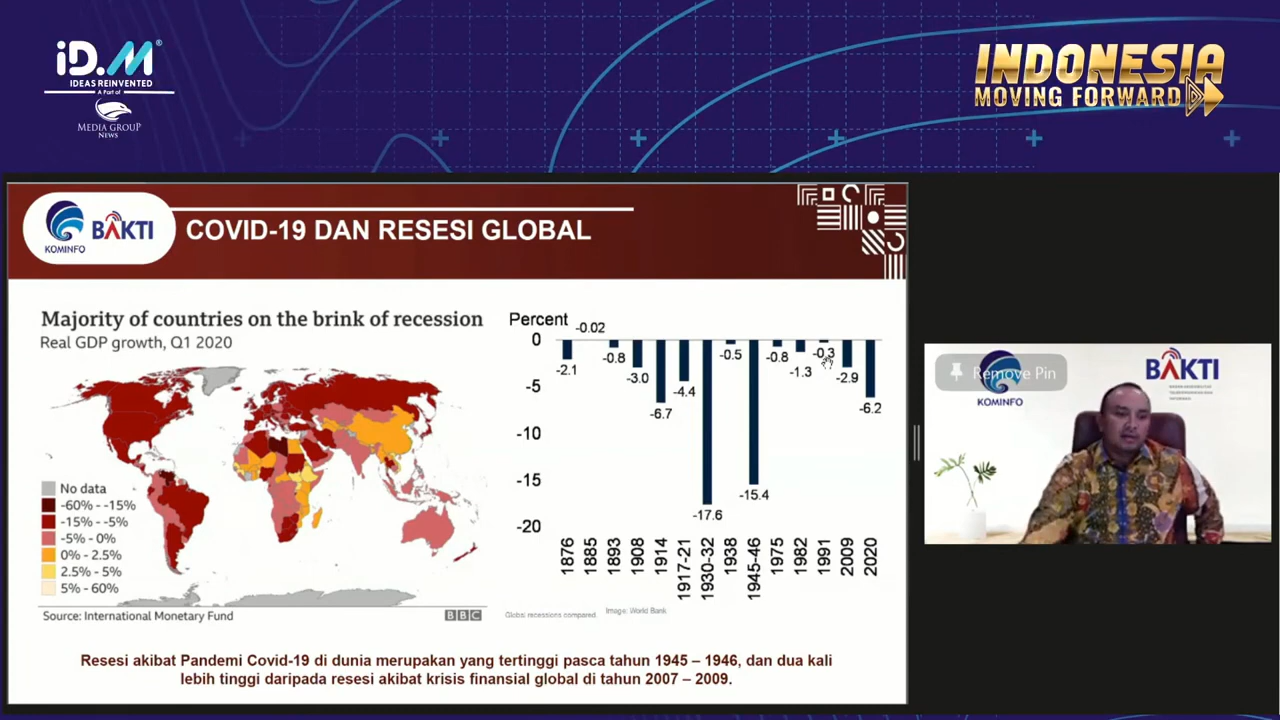 iD.M®
IDEAS REINVENTED
A Part of
MEDIA GROUP
NEWS
INDONESIA
MOVING FORWARD
KOMINFO
BAKTI
COVID-19 DAN RESESI GLOBAL
Majority of countries on the brink of recession
Real GDP growth, Q1 2020
No data
-60% - -15%
-15% - -5%
-5% - 0%
0% - 2.5%
2.5% - 5%
5% - 60%
Source: International Monetary Fund
BBC
Percent
0
-5
-10
-15
-20
-2.1
-0.02
-0.8
-3.0
-6.7
-4.4
-17.6
-0.5
-15.4
-0.8
-1.3
-0.3
-2.9
-6.2
1876
1885
1893
1908
1914
1917-21
1930-32
1938
1945-46
1975
1982
1991
2009
2020
Global recessions compared.
Image: World Bank
Resesi akibat Pandemi Covid-19 di dunia merupakan yang tertinggi pasca tahun 1945 – 1946, dan dua kali
lebih tinggi daripada resesi akibat krisis finansial global di tahun 2007 – 2009.
Remove Pin
KOMINFO
BAKTI